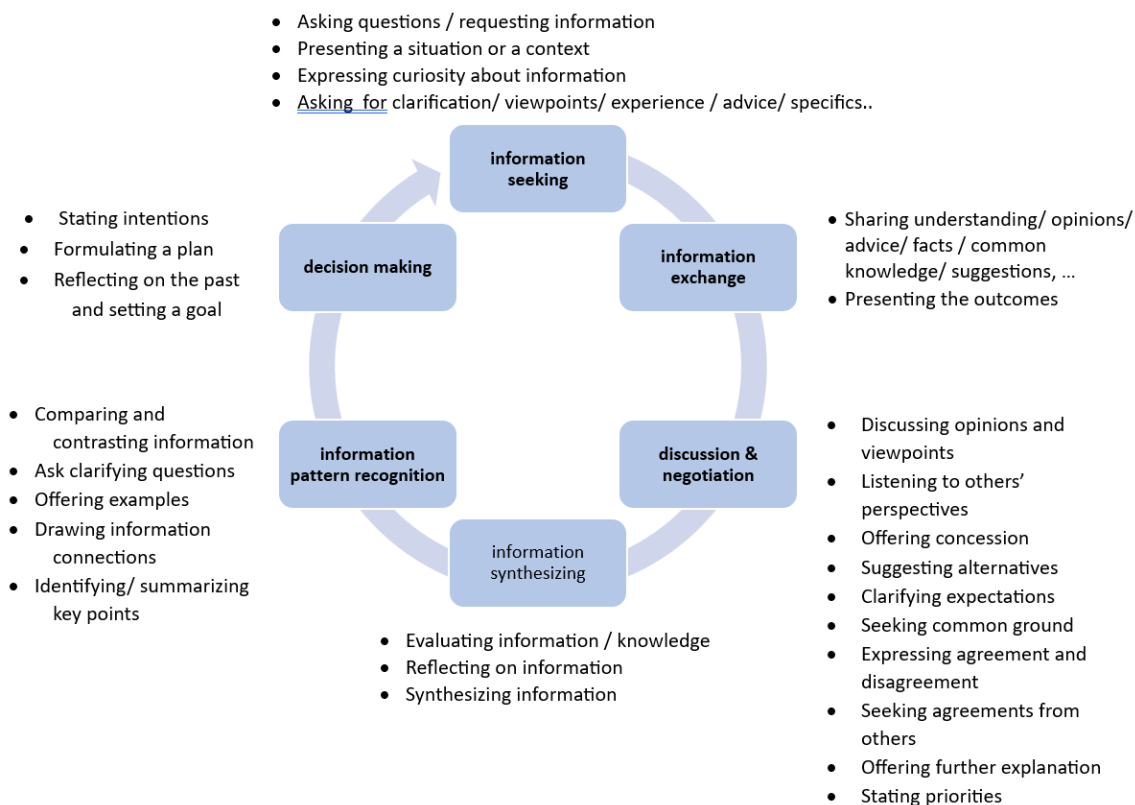 • Asking questions / requesting information
• Presenting a situation or a context
• Expressing curiosity about information
• Asking  for clarification/ viewpoints/ experience / advice/ specifics..
information
seeking
information
exchange
• Sharing understanding/ opinions/
advice/ facts / common
knowledge/ suggestions, ...
• Presenting the outcomes
discussion &
negotiation
• Discussing opinions and
viewpoints
• Listening to others’
perspectives
• Offering concession
• Suggesting alternatives
• Clarifying expectations
• Seeking common ground
• Expressing agreement and
disagreement
• Seeking agreements from
others
• Offering further explanation
• Stating priorities
information
synthesizing
• Evaluating information / knowledge
• Reflecting on information
• Synthesizing information
information
pattern recognition
• Comparing and
contrasting information
• Ask clarifying questions
• Offering examples
• Drawing information
connections
• Identifying/ summarizing
key points
decision making
• Stating intentions
• Formulating a plan
• Reflecting on the past
and setting a goal